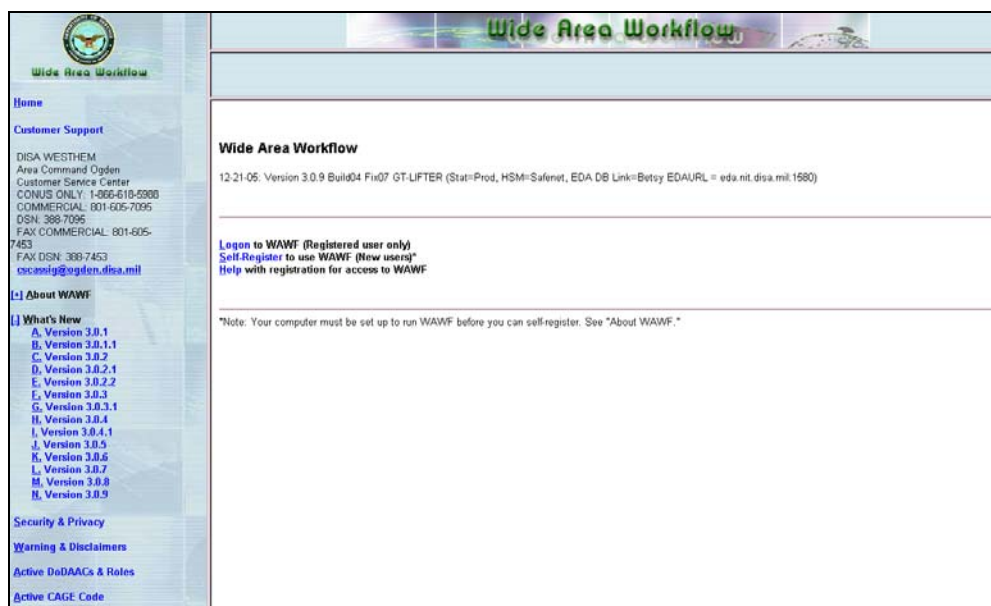 Wide Area Workflow
Wide Area Workflow
Home
Customer Support
DISA WESTHEM
Area Command Ogden
Customer Service Center
CONUS ONLY: 1-866-618-5988
COMMERCIAL: 801-605-7095
DSN: 388-7095
FAX COMMERCIAL: 801-605-
7453
FAX DSN: 388-7453
cscassig@ogden.disa.mil
[+] About WAWF
[-] What's New
A. Version 3.0.1
B. Version 3.0.1.1
C. Version 3.0.2
D. Version 3.0.2.1
E. Version 3.0.2.2
F. Version 3.0.3
G. Version 3.0.3.1
H. Version 3.0.4
I. Version 3.0.4.1
J. Version 3.0.5
K. Version 3.0.6
L. Version 3.0.7
M. Version 3.0.8
N. Version 3.0.9
Security & Privacy
Warning & Disclaimers
Active DoDAACs & Roles
Active CAGE Code
Wide Area Workflow
12-21-05: Version 3.0.9 Build04 Fix07 GT-LIFTER (Stat=Prod, HSM=Safenet, EDA DB Link=Betsy EDAURL = eda.nit.disa.mil:1580)
Logon to WAWF (Registered user only)
Self-Register to use WAWF (New users)*
Help with registration for access to WAWF
*Note: Your computer must be set up to run WAWF before you can self-register. See "About WAWF."